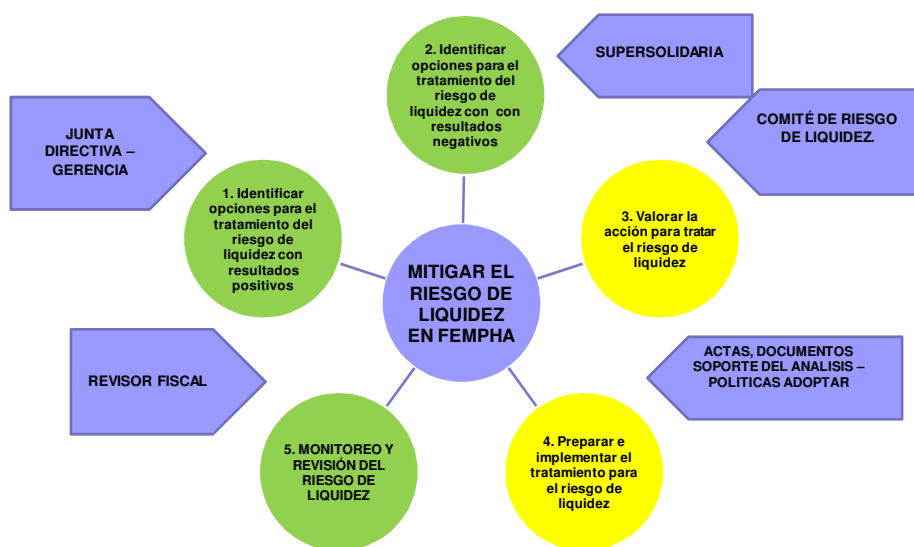 2. Identificar
opciones para el
tratamiento del
riesgo de
liquidez con con
resultados
negativos
SUPERSOLIDARIA
JUNTA
DIRECTIVA –
GERENCIA
COMITÉ DE RIESGO
DE LIQUIDEZ.
1. Identificar
opciones para el
tratamiento del
riesgo de
liquidez con
resultados
positivos
3. Valorar la
acción para tratar
el riesgo de
liquidez
MITIGAR EL
RIESGO DE
LIQUIDEZ
EN FEMPHA
REVISOR FISCAL
ACTAS, DOCUMENTOS
SOPORTE DEL ANALISIS –
POLITICAS ADOPTAR
5. MONITOREO Y
REVISIÓN DEL
RIESGO DE
LIQUIDEZ
4. Preparar e
implementar el
tratamiento para
el riesgo de
liquidez